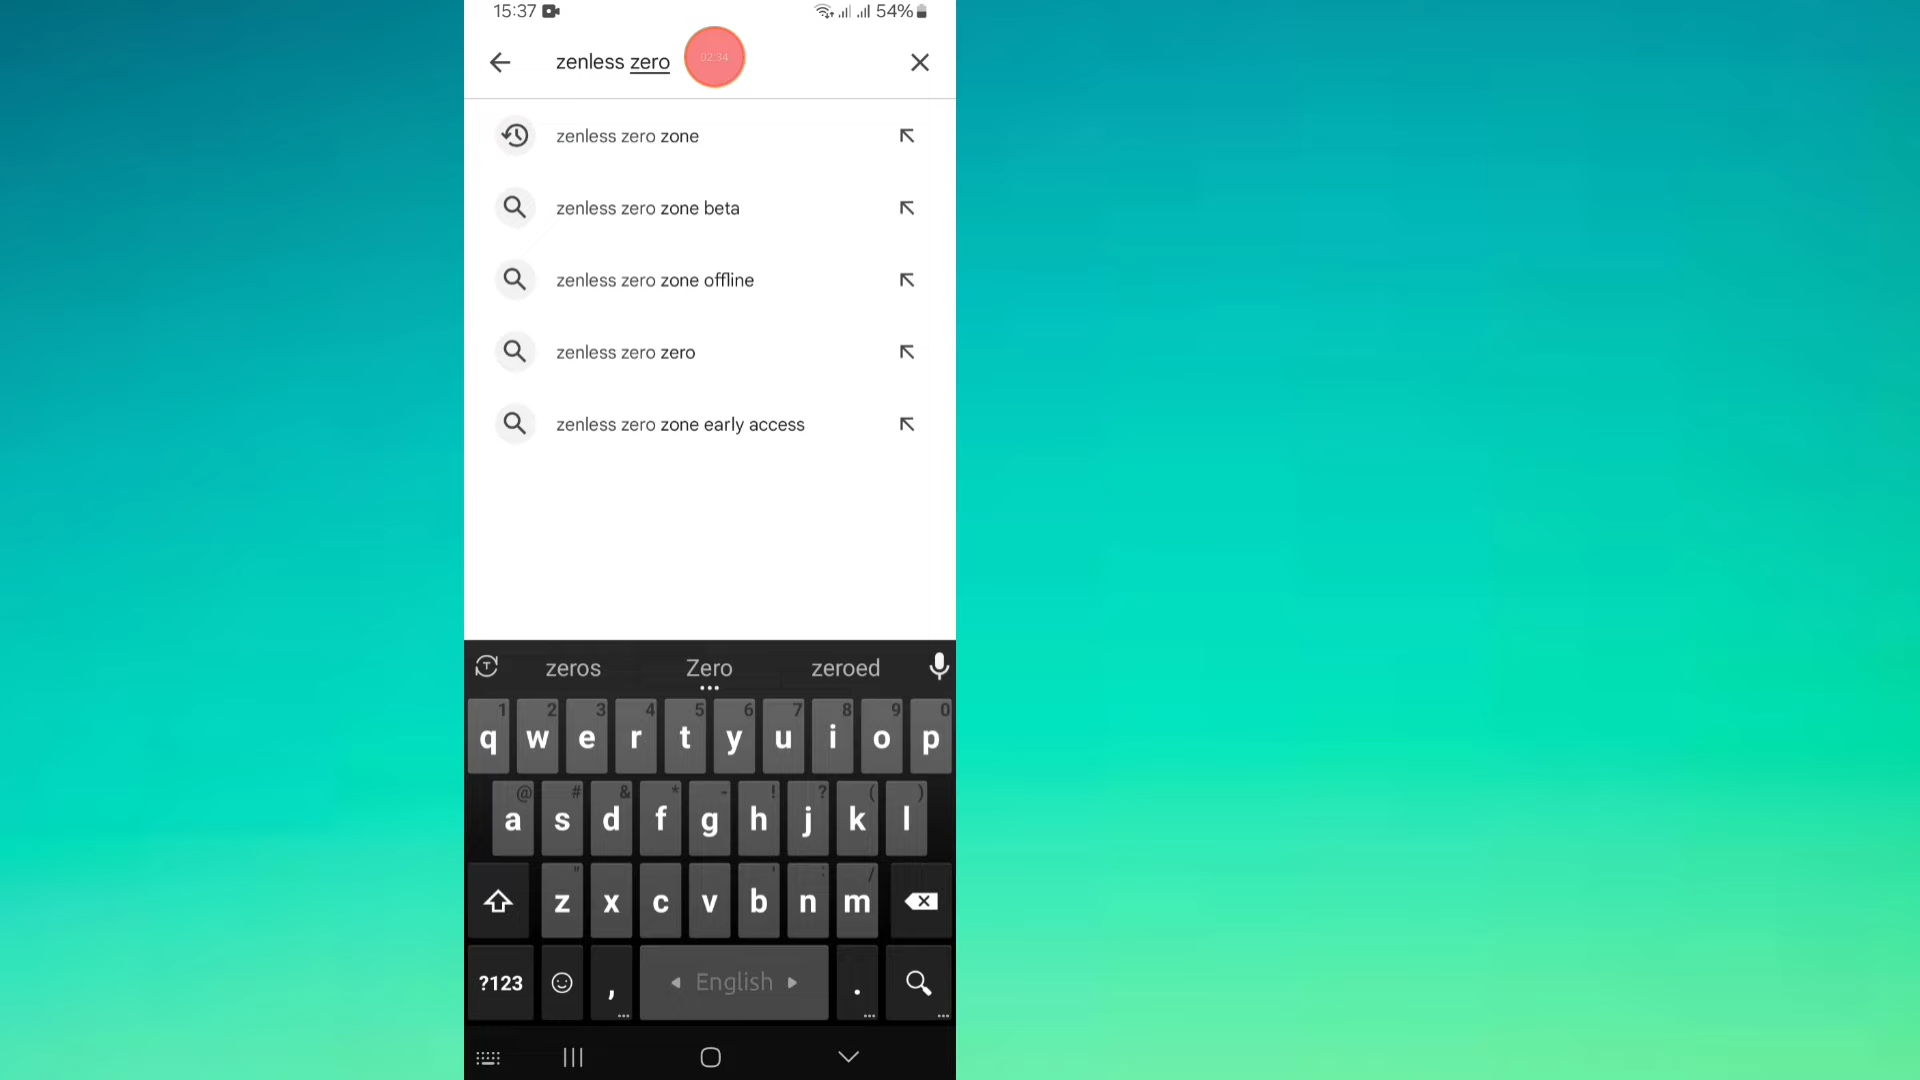 15:37 54%
zenless zero 02:34
zenless zero zone
zenless zero zone beta
zenless zero zone offline
zenless zero zero
zenless zero zone early access
zeros Zero zeroed
1 2 3 4 5 6 7 8 9 0
q w e r t y u i o p
@ # & * - ! ? ( )
a s d f g h j k l
" ' : /
z x c v b n m
?123 , English .